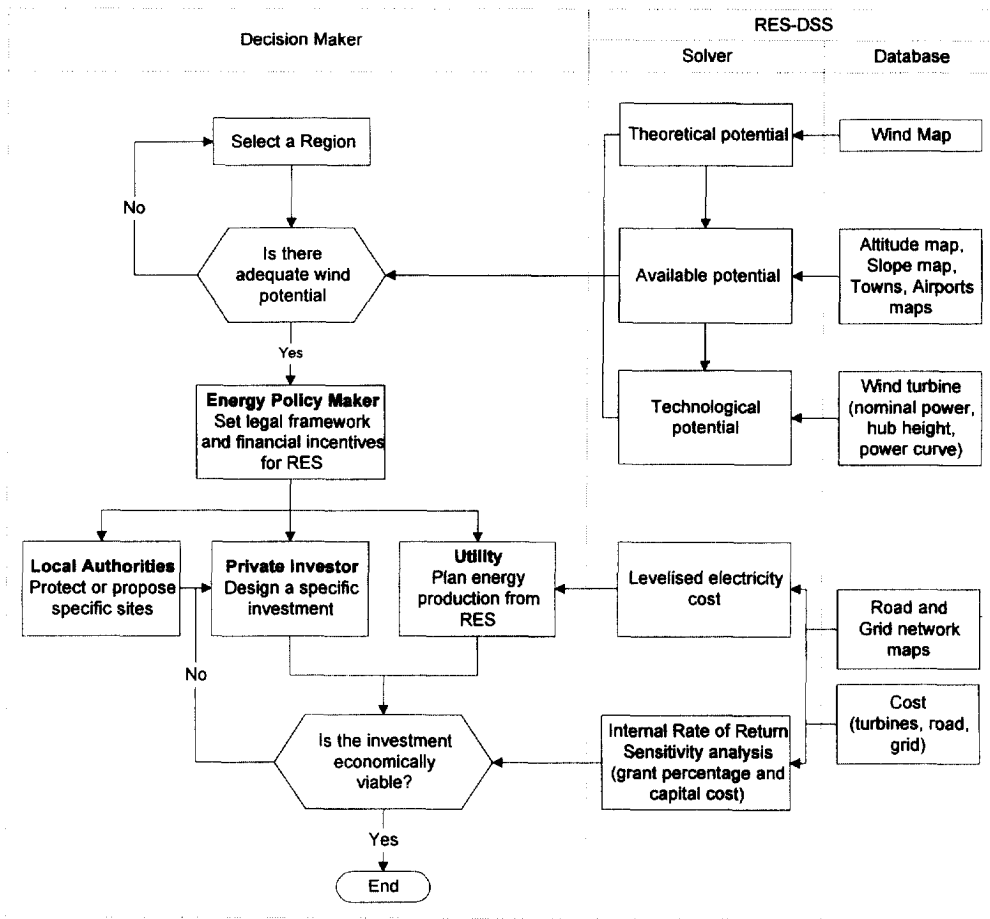 Decision Maker
RES-DSS
Solver
Database
Select a Region
No
Is there
adequate wind
potential
Yes
Energy Policy Maker
Set legal framework
and financial incentives
for RES
Local Authorities
Protect or propose
specific sites
Private Investor
Design a specific
investment
Utility
Plan energy
production from
RES
No
Is the investment
economically
viable?
Yes
End
Theoretical potential
Available potential
Technological
potential
Levelised electricity
cost
Internal Rate of Return
Sensitivity analysis
(grant percentage and
capital cost)
Wind Map
Attitude map,
Slope map,
Towns, Airports
maps
Wind turbine
(nominal power,
hub height,
power curve)
Road and
Grid network
maps
Cost
(turbines, road,
grid)